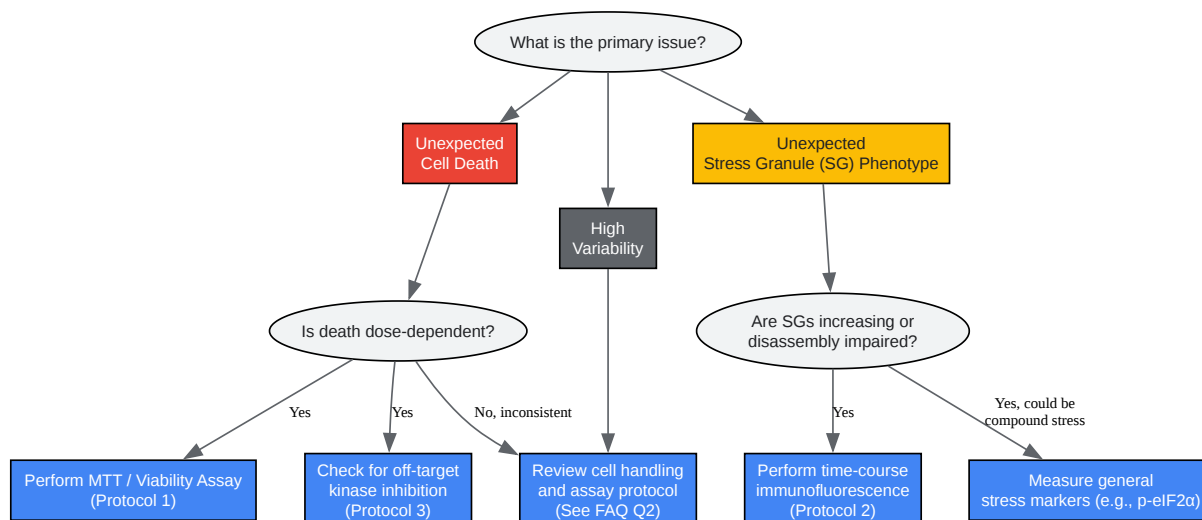 What is the primary issue?
Unexpected
Cell Death
Unexpected
Stress Granule (SG) Phenotype
High
Variability
Is death dose-dependent?
Are SGs increasing or
disassembly impaired?
Yes
Yes
No, inconsistent
Yes
Yes, could be
compound stress
Perform MTT / Viability Assay
(Protocol 1)
Check for off-target
kinase inhibition
(Protocol 3)
Review cell handling
and assay protocol
(See FAQ Q2)
Perform time-course
immunofluorescence
(Protocol 2)
Measure general
stress markers (e.g., p-eIF2α)